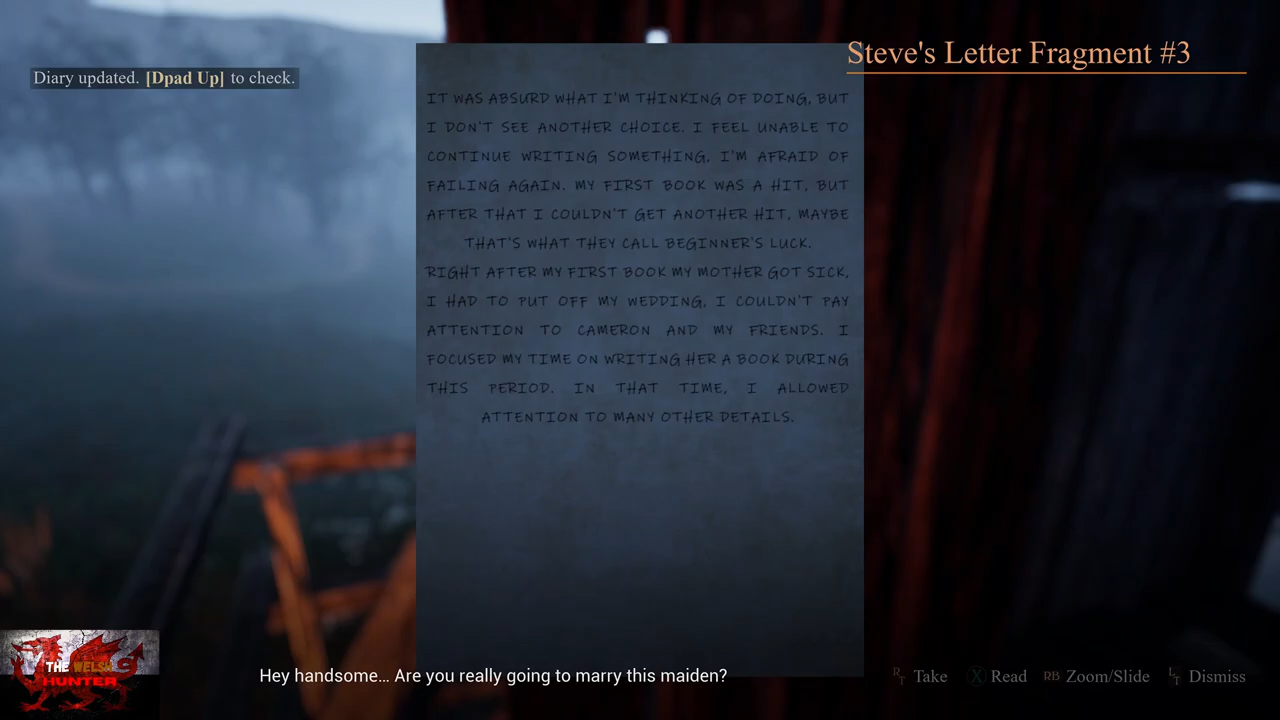 Steve's Letter Fragment #3
Diary updated. [Dpad Up] to check.
IT WAS ABSURD WHAT I'M THINKING OF DOING, BUT
I DON'T SEE ANOTHER CHOICE. I FEEL UNABLE TO
CONTINUE WRITING SOMETHING, I'M AFRAID OF
FAILING AGAIN. MY FIRST BOOK WAS A HIT, BUT
AFTER THAT I COULDN'T GET ANOTHER HIT, MAYBE
THAT'S WHAT THEY CALL BEGINNER'S LUCK.
RIGHT AFTER MY FIRST BOOK MY MOTHER GOT SICK,
I HAD TO PUT OFF MY WEDDING, I COULDN'T PAY
ATTENTION TO CAMERON AND MY FRIENDS. I
FOCUSED MY TIME ON WRITING HER A BOOK DURING
THIS PERIOD. IN THAT TIME, I ALLOWED
ATTENTION TO MANY OTHER DETAILS.
THE WELSH
HUNTER
Hey handsome... Are you really going to marry this maiden?
RT Take X Read RB Zoom/Slide LT Dismiss